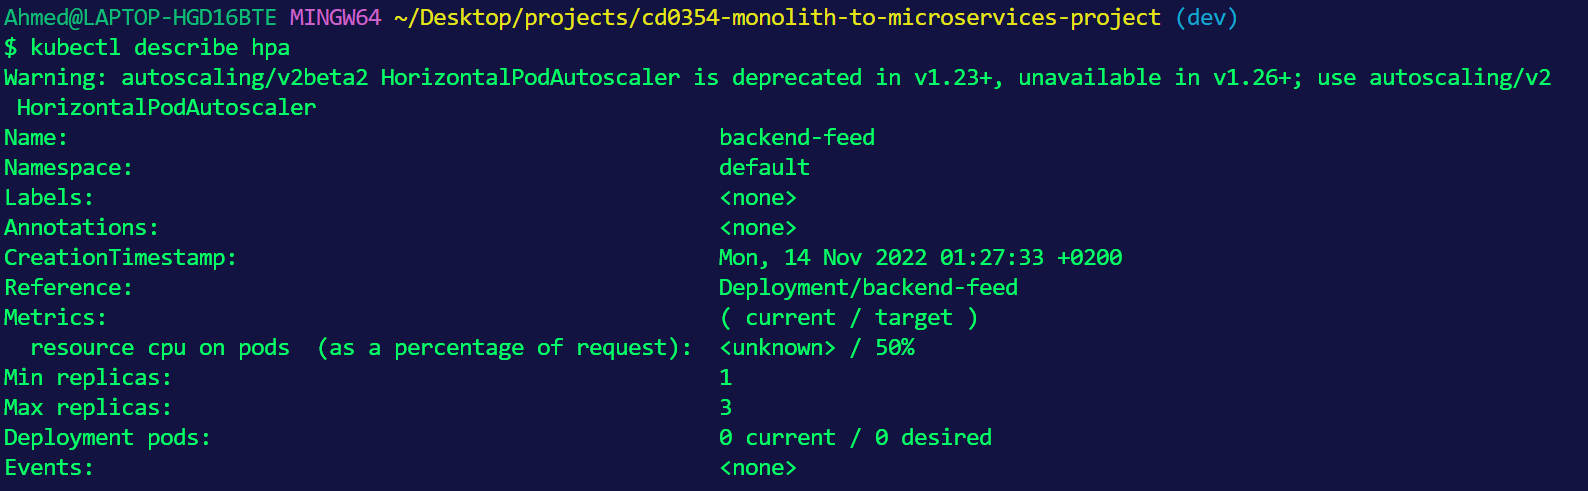 Ahmed@LAPTOP-HGD16BTE MINGW64 ~/Desktop/projects/cd0354-monolith-to-microservices-project (dev)
$ kubectl describe hpa
Warning: autoscaling/v2beta2 HorizontalPodAutoscaler is deprecated in v1.23+, unavailable in v1.26+; use autoscaling/v2
 HorizontalPodAutoscaler
Name:                                                  backend-feed
Namespace:                                             default
Labels:                                                <none>
Annotations:                                           <none>
CreationTimestamp:                                     Mon, 14 Nov 2022 01:27:33 +0200
Reference:                                             Deployment/backend-feed
Metrics:                                               ( current / target )
  resource cpu on pods  (as a percentage of request):  <unknown> / 50%
Min replicas:                                          1
Max replicas:                                          3
Deployment pods:                                       0 current / 0 desired
Events:                                                <none>